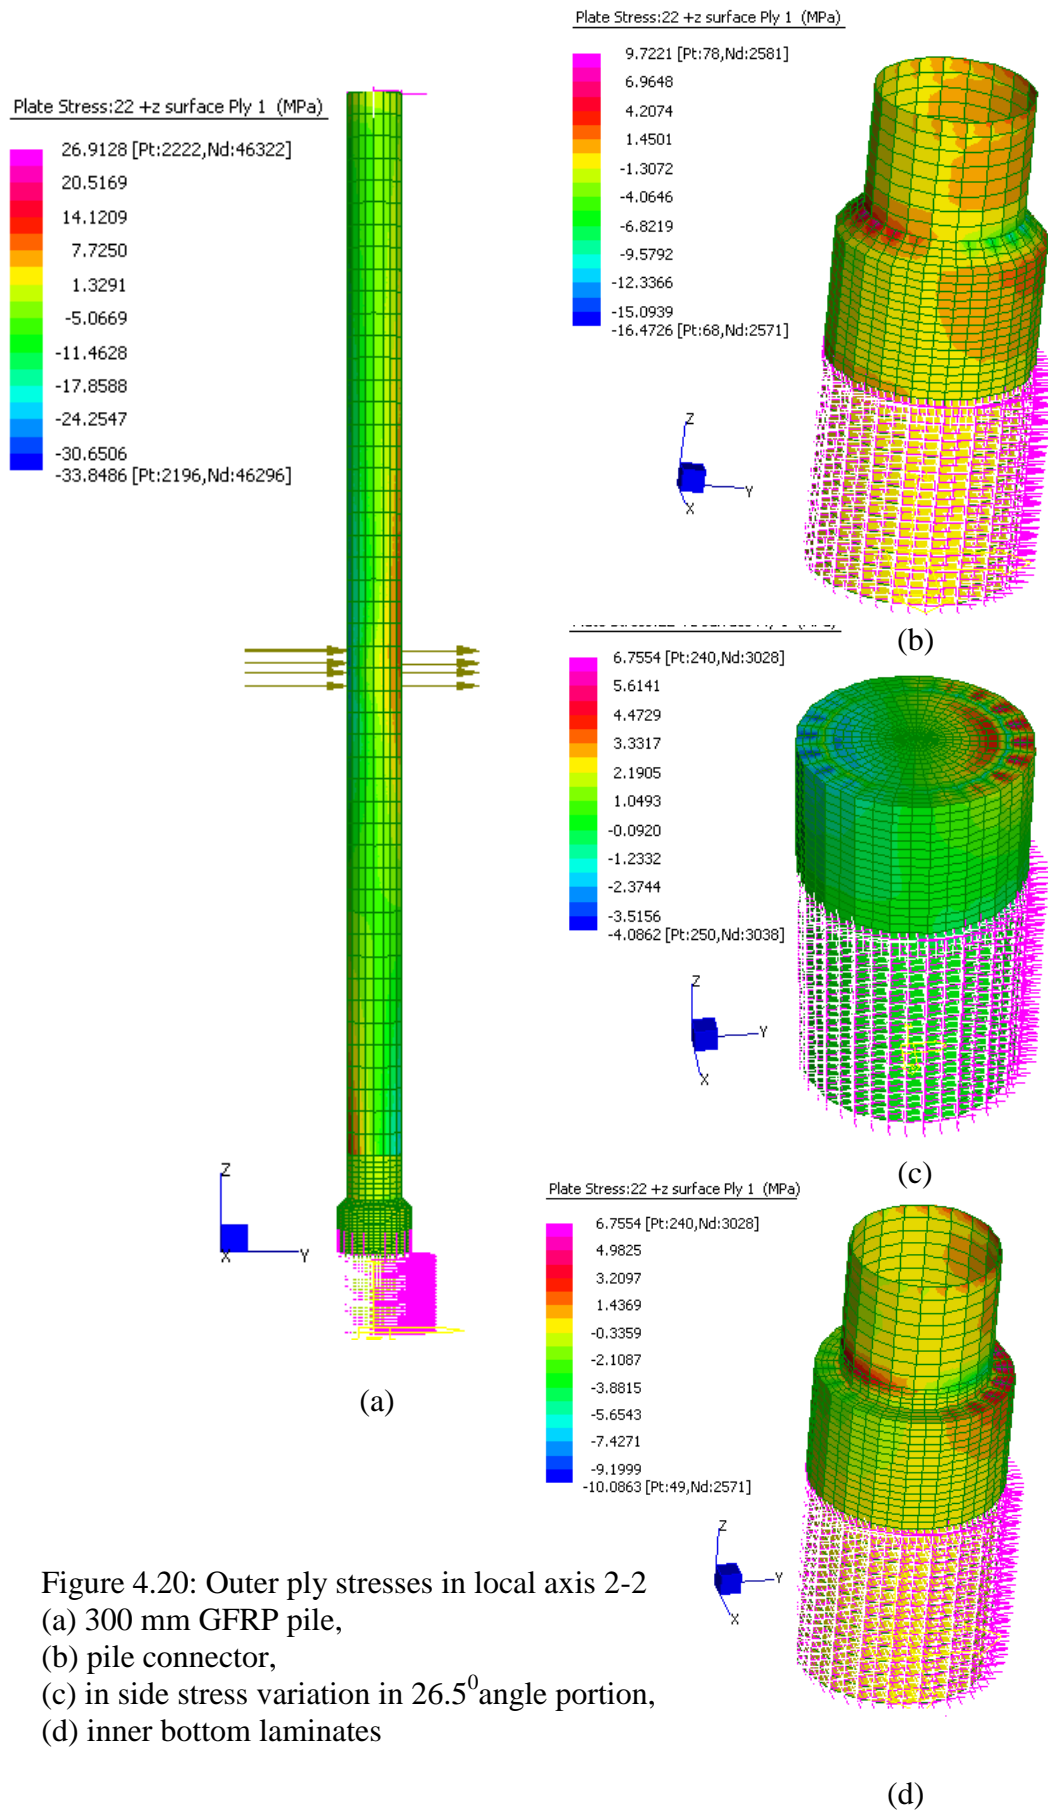 Plate Stress:22 +z surface Ply 1 (MPa)
26.9128 [Pt:2222,Nd:46322]
20.5169
14.1209
7.7250
1.3291
-5.0669
-11.4628
-17.8588
-24.2547
-30.6506
-33.8486 [Pt:2196,Nd:46296]
Z
X
Y
(a)
Plate Stress:22 +z surface Ply 1 (MPa)
9.7221 [Pt:78,Nd:2581]
6.9648
4.2074
1.4501
-1.3072
-4.0646
-6.8219
-9.5792
-12.3366
-15.0939
-16.4726 [Pt:68,Nd:2571]
Z
Y
X
(b)
6.7554 [Pt:240,Nd:3028]
5.6141
4.4729
3.3317
2.1905
1.0493
-0.0920
-1.2332
-2.3744
-3.5156
-4.0862 [Pt:250,Nd:3038]
Z
Y
X
(c)
Plate Stress:22 +z surface Ply 1 (MPa)
6.7554 [Pt:240,Nd:3028]
4.9825
3.2097
1.4369
-0.3359
-2.1087
-3.8815
-5.6543
-7.4271
-9.1999
-10.0863 [Pt:49,Nd:2571]
Z
Y
X
(d)
Figure 4.20: Outer ply stresses in local axis 2-2
(a) 300 mm GFRP pile,
(b) pile connector,
(c) in side stress variation in 26.5⁰angle portion,
(d) inner bottom laminates